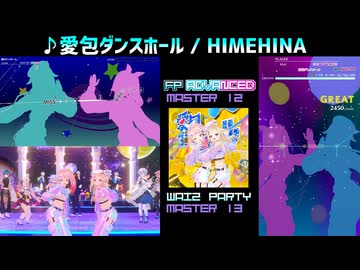 ♪愛包ダンスホール / HIMEHINA
FP ADVANCED
MASTER 12
MISS
GREAT
2450
WAIZ PARTY
MASTER 13